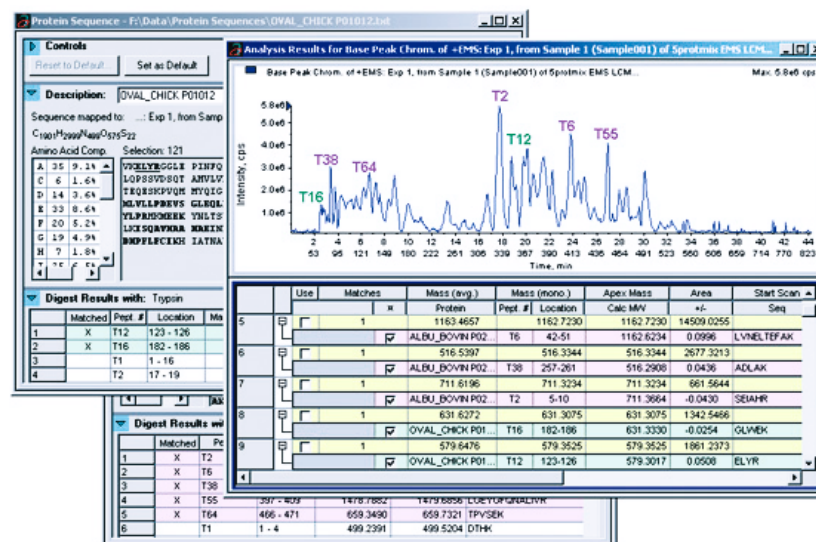 Protein Sequence - F:\Data\Protein Sequences\OVAL_CHICK P01012.txt
Controls
Reset to Default... Set as Default
Description: OVAL_CHICK P01012
Sequence mapped to: ...: Exp 1, from Samp
C1901H2999N499O575S22
Amino Acid Comp. Selection: 121
A 35 9.1%
C 6 1.6%
D 14 3.6%
E 33 8.6%
F 20 5.2%
G 19 4.9%
H 7 1.8%
Digest Results with: Trypsin
Matched Pept. # Location Ma
1 X T12 123 - 126
2 X T16 182 - 186
3 T1 1 - 16
4 T2 17 - 19
Analysis Results for Base Peak Chrom. of +EMS: Exp 1, from Sample 1 (Sample001) of 5protmix EMS LCM...
Base Peak Chrom. of +EMS: Exp 1, from Sample 1 (Sample001) of 5protmix EMS LCM... Max. 5.8e6 cps
Intensity, cps
5.8e6
5.0e6
4.0e6
3.0e6
2.0e6
1.0e6
T16 T38 T64 T2 T12 T6 T55
2 4 6 8 10 12 14 16 18 20 22 24 26 28 30 32 34 36 38 40 42 44
53 95 121 149 180 222 264 301 339 367 390 413 436 464 491 525 560 606 658 714 770 823
Time, min
Use Matches Mass (avg.) Mass (mono.) Apex Mass Area Start Scan
Protein Pept. # Location Calc MW +/- Seq
5 1 1163.4657 1162.7230 1162.7230 14509.0255
ALBU_BOVIN P02... T6 42-51 1162.6234 0.0996 LVNELTEFAK
6 1 516.5397 516.3344 516.3344 2677.3213
ALBU_BOVIN P02... T38 257-261 516.2908 0.0436 ADLAK
7 1 711.6196 711.3234 711.3234 661.5644
ALBU_BOVIN P02... T2 5-10 711.3664 -0.0430 SEIAHR
8 1 631.6272 631.3075 631.3075 1342.5466
OVAL_CHICK P01... T16 182-186 631.3330 -0.0254 GLWEK
9 1 579.6476 579.3525 579.3525 1861.2373
OVAL_CHICK P01... T12 123-126 579.3017 0.0508 ELYR
Digest Results wit
Matched Pe
1 X T2
2 X T6
3 X T38
4 X T55 397 - 409 1478.7882 1479.6856
5 X T64 466 - 471 659.3490 659.7321 TPVSEK
6 T1 1 - 4 499.2391 499.5204 DTHK